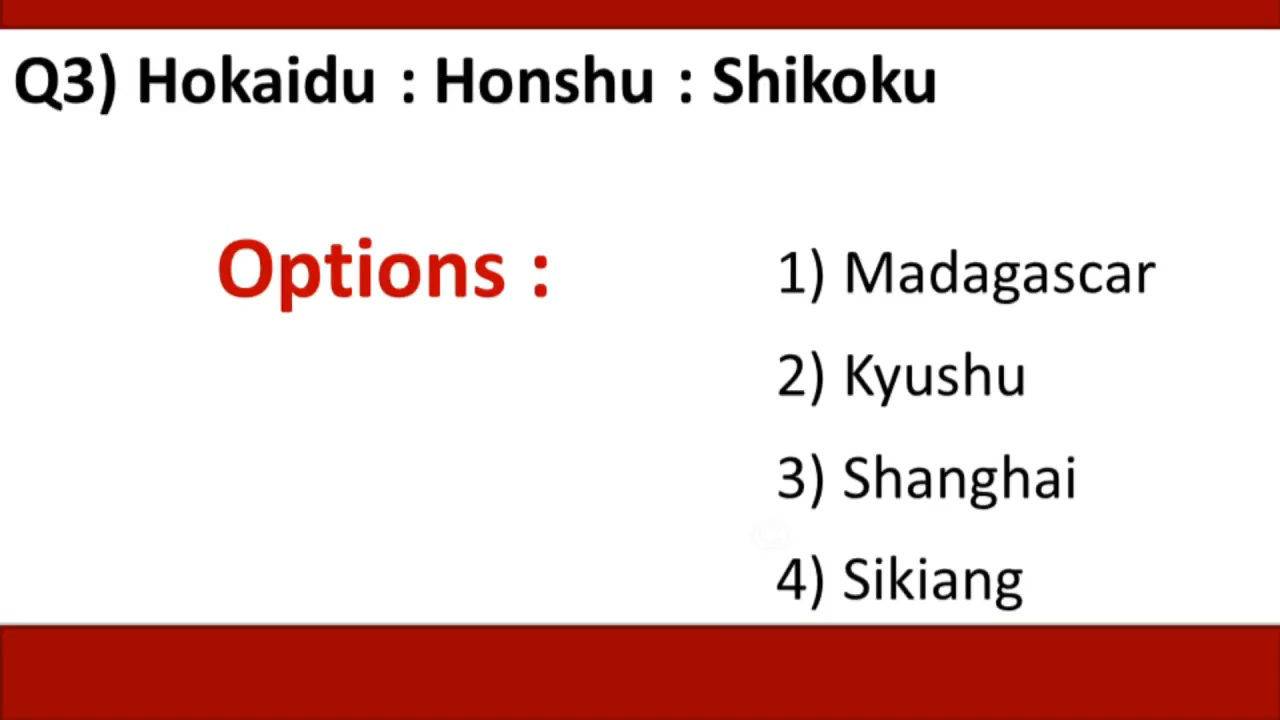 Q3) Hokaidu : Honshu : Shikoku
Options :
1) Madagascar
2) Kyushu
3) Shanghai
4) Sikiang